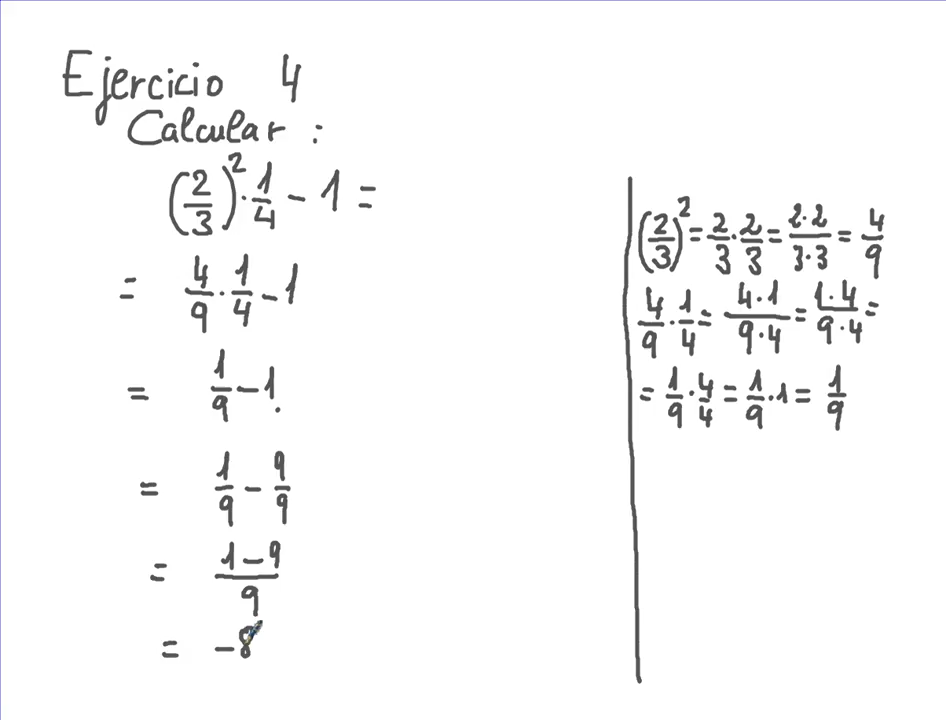 Ejercicio 4
Calcular :
(2/3)² · 1/4 - 1 =
= 4/9 · 1/4 - 1
= 1/9 - 1.
= 1/9 - 9/9
= (1-9)/9
= -8
(2/3)² = 2/3 · 2/3 = (2·2)/(3·3) = 4/9
4/9 · 1/4 = (4·1)/(9·4) = (1·4)/(9·4) =
= 1/9 · 4/4 = 1/9 · 1 = 1/9